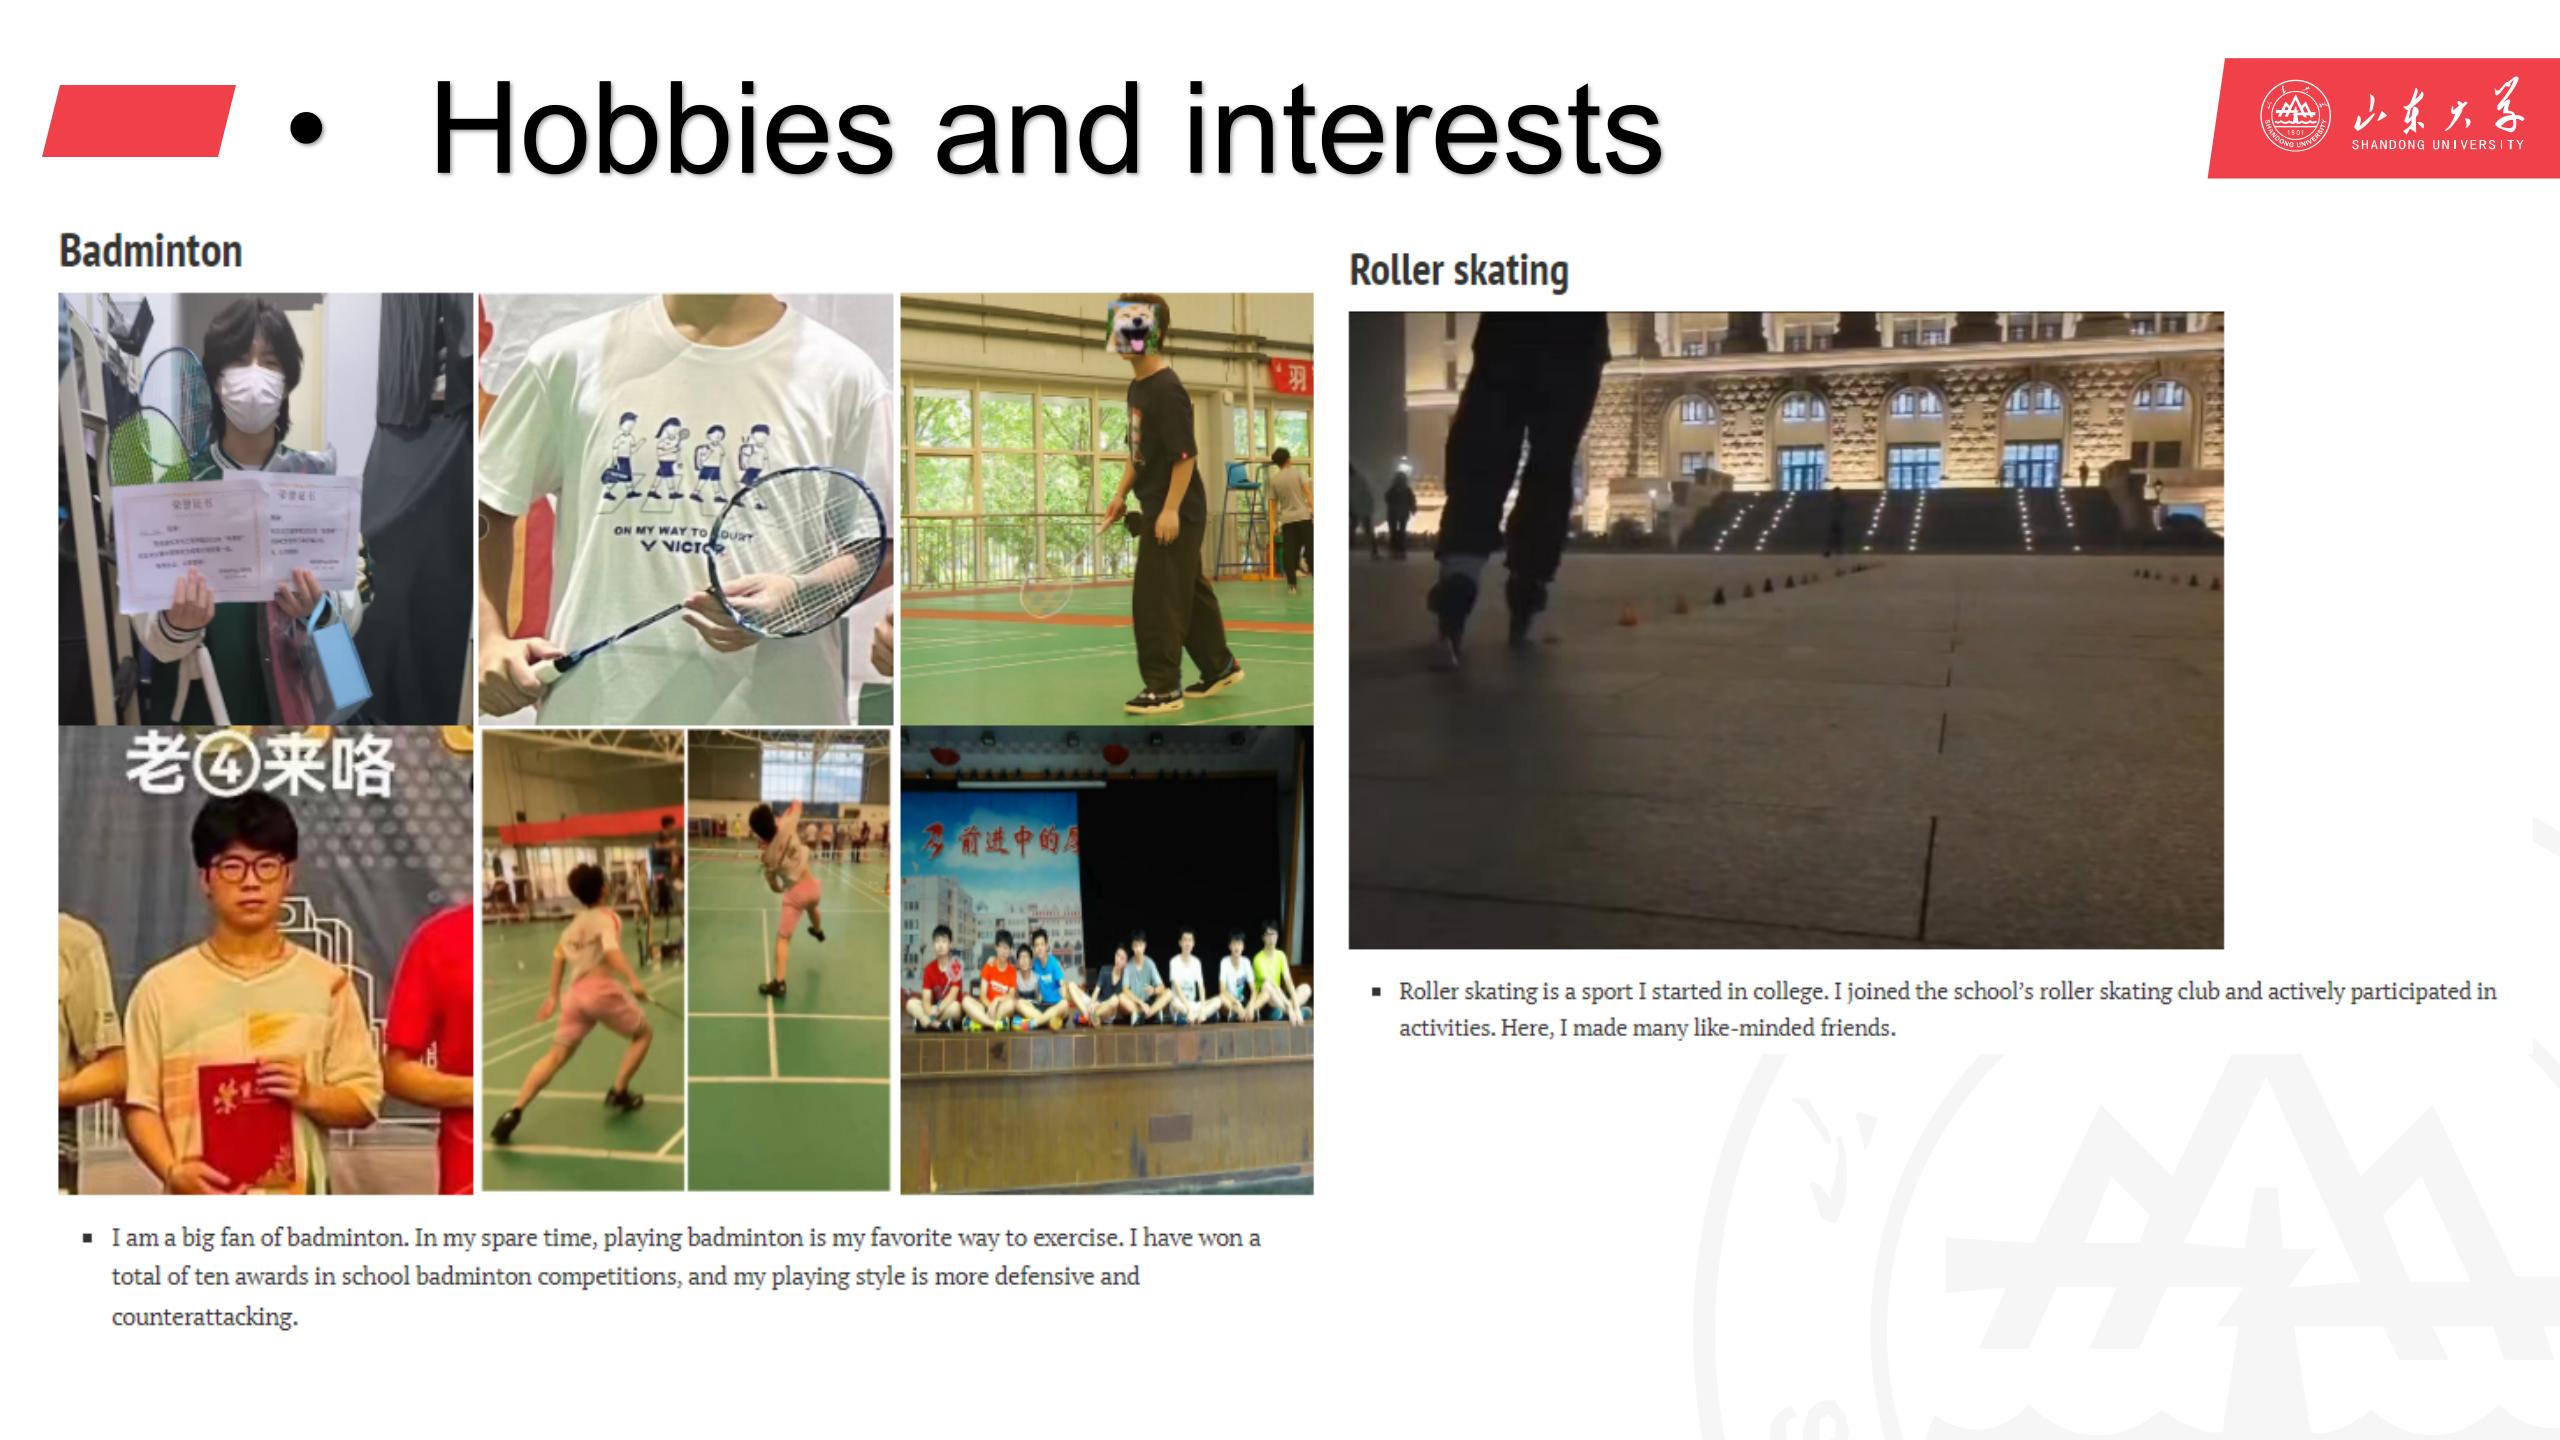 • Hobbies and interests
山东大学
SHANDONG UNIVERSITY
1901
SHANDONG UNIVERSITY
Badminton
荣誉证书
荣誉证书
ON MY WAY TO COURT
VICTOR
“羽
老④来咯
前进中的
I am a big fan of badminton. In my spare time, playing badminton is my favorite way to exercise. I have won a
total of ten awards in school badminton competitions, and my playing style is more defensive and
counterattacking.
Roller skating
Roller skating is a sport I started in college. I joined the school’s roller skating club and actively participated in
activities. Here, I made many like-minded friends.